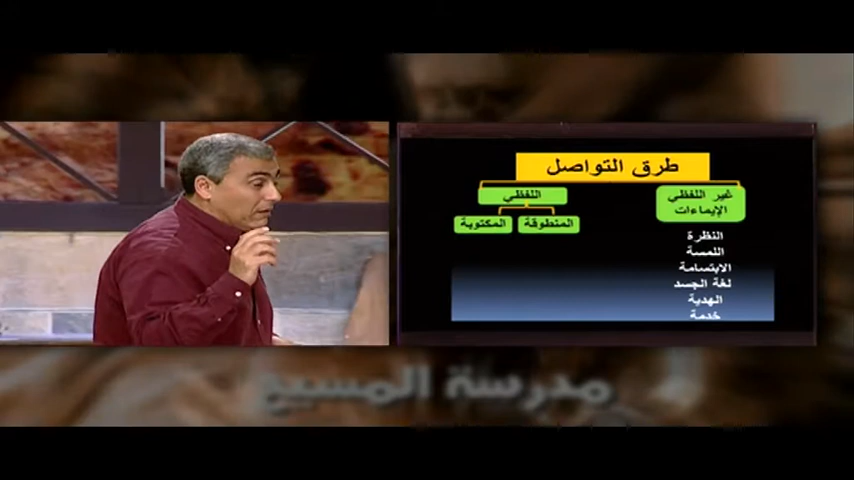 طرق التواصل
غير اللفظي
الإيماءات
اللفظي
المنطوقة
المكتوبة
النظرة
اللمسة
الابتسامة
لغة الجسد
الهدية
خدمة
مدرسة المسيح